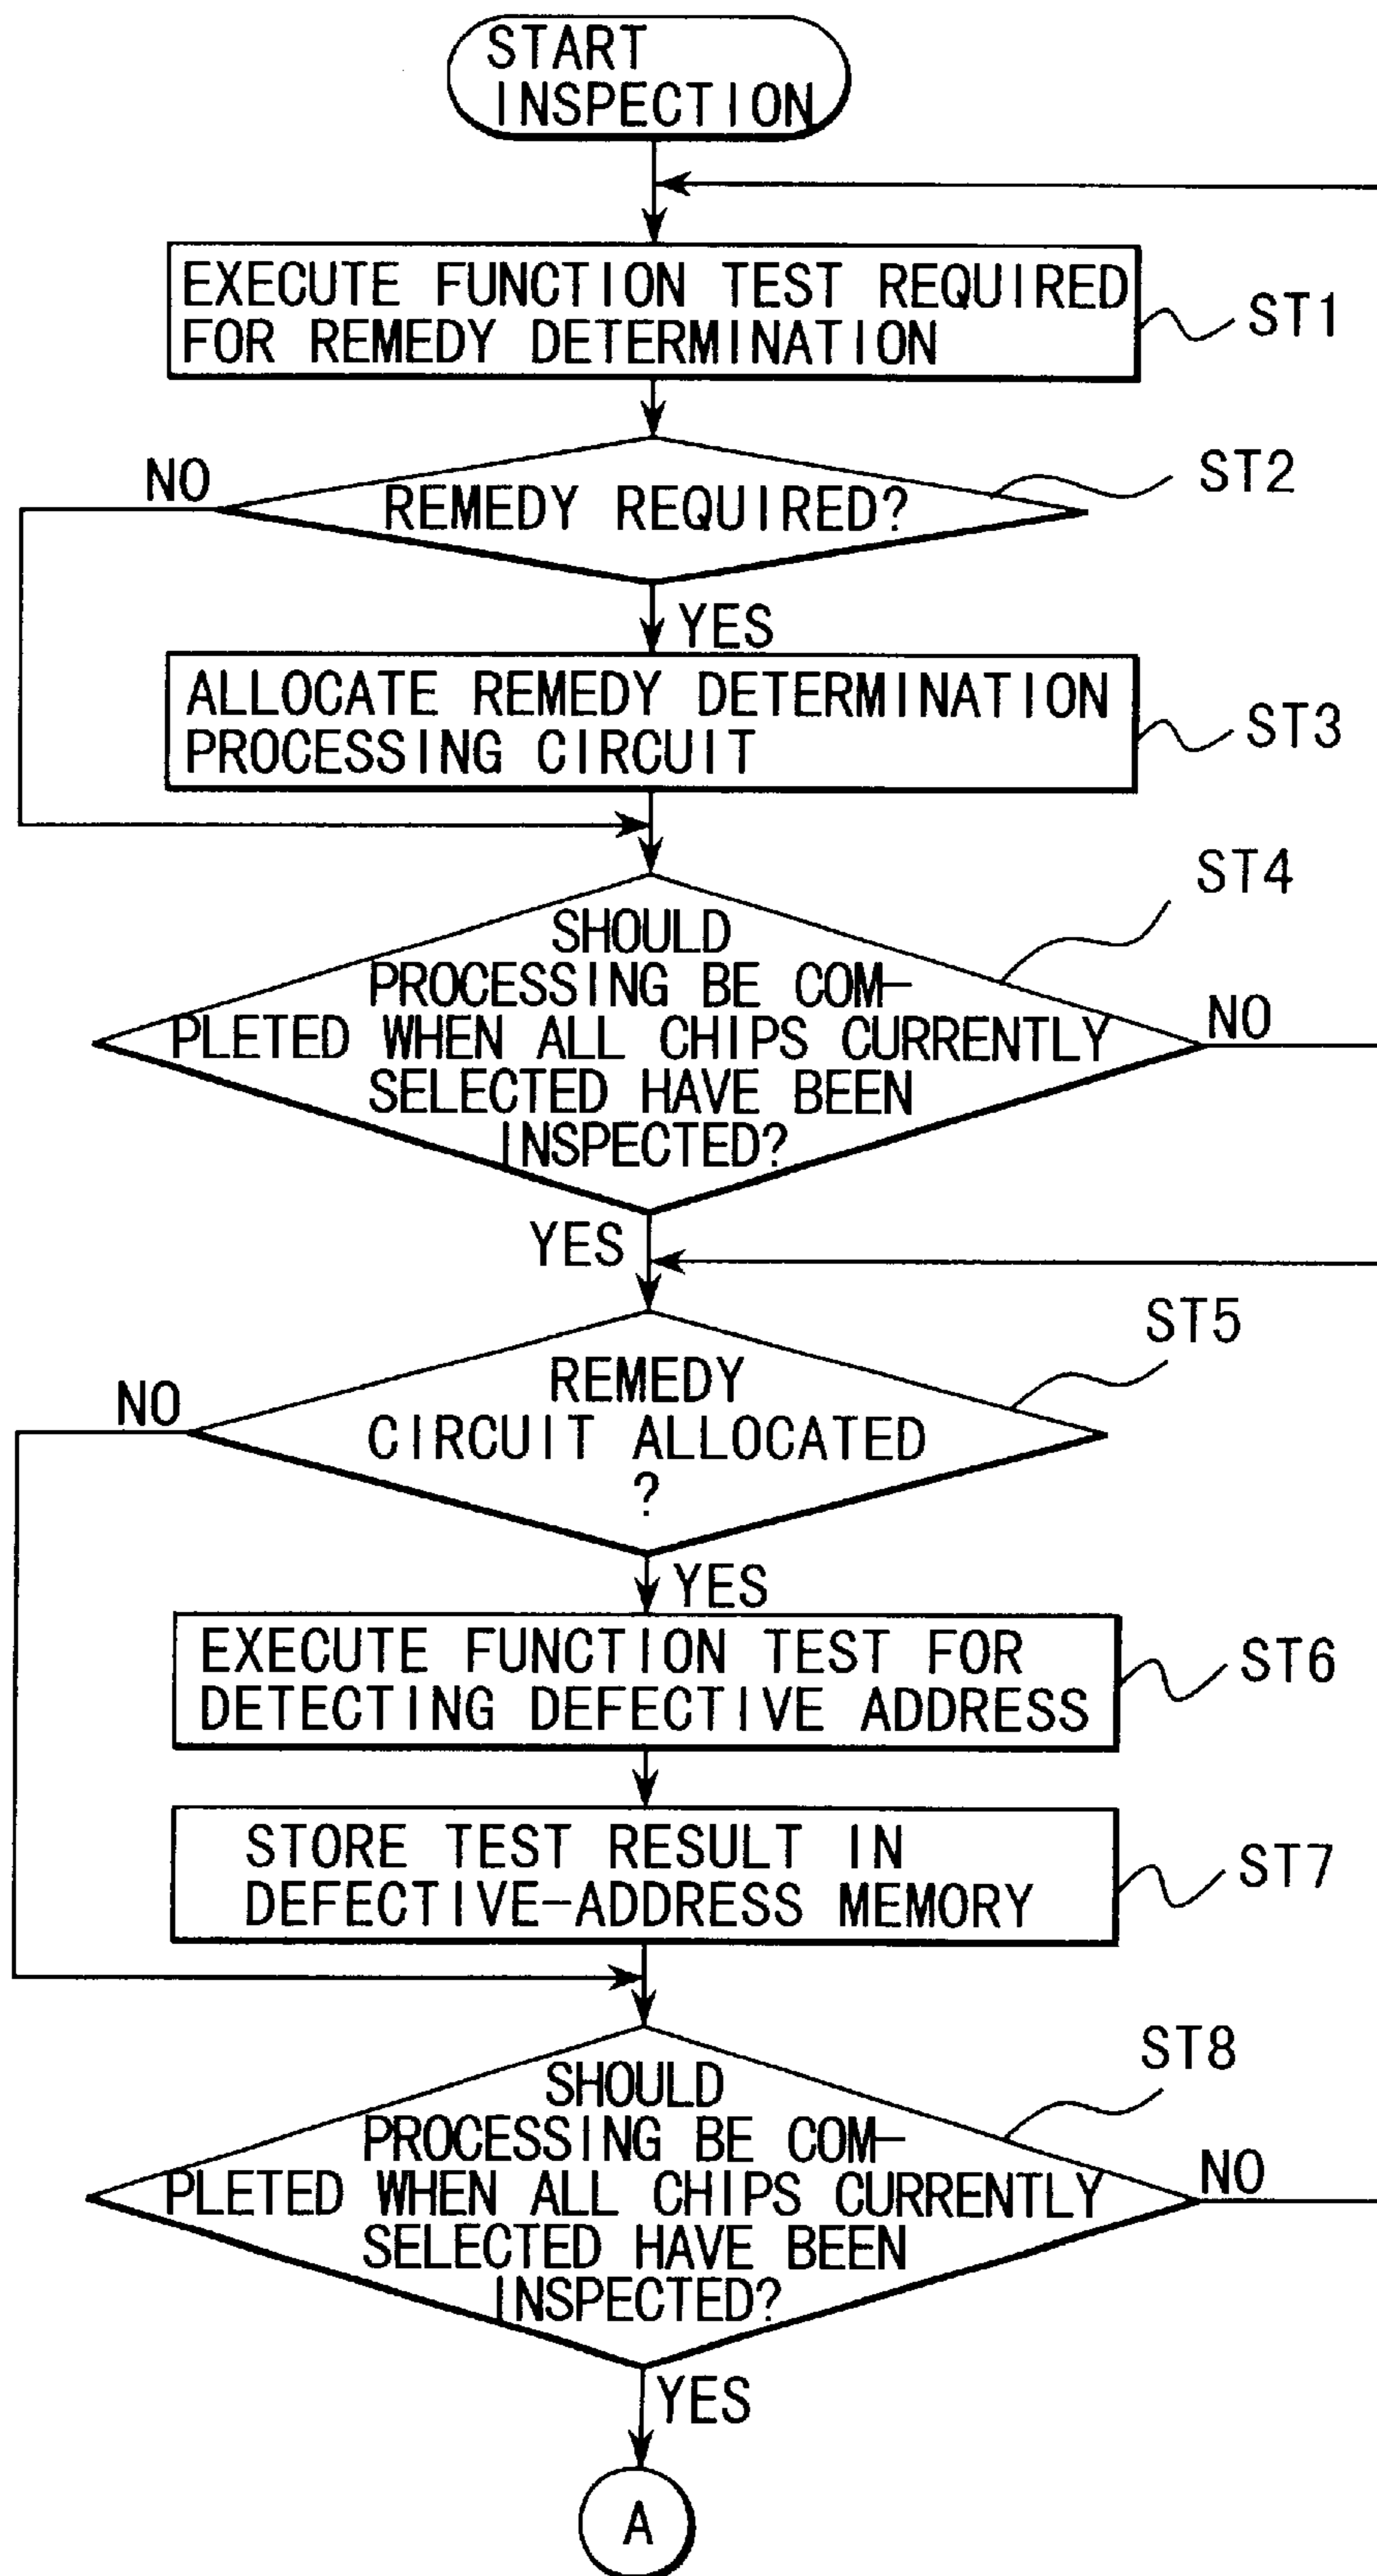 START
INSPECTION
EXECUTE FUNCTION TEST REQUIRED
FOR REMEDY DETERMINATION
ST1
NO
REMEDY REQUIRED?
ST2
YES
ALLOCATE REMEDY DETERMINATION
PROCESSING CIRCUIT
ST3
ST4
SHOULD
PROCESSING BE COM-
PLETED WHEN ALL CHIPS CURRENTLY
SELECTED HAVE BEEN
INSPECTED?
NO
YES
ST5
NO
REMEDY
CIRCUIT ALLOCATED
?
YES
EXECUTE FUNCTION TEST FOR
DETECTING DEFECTIVE ADDRESS
ST6
STORE TEST RESULT IN
DEFECTIVE-ADDRESS MEMORY
ST7
ST8
SHOULD
PROCESSING BE COM-
PLETED WHEN ALL CHIPS CURRENTLY
SELECTED HAVE BEEN
INSPECTED?
NO
YES
A